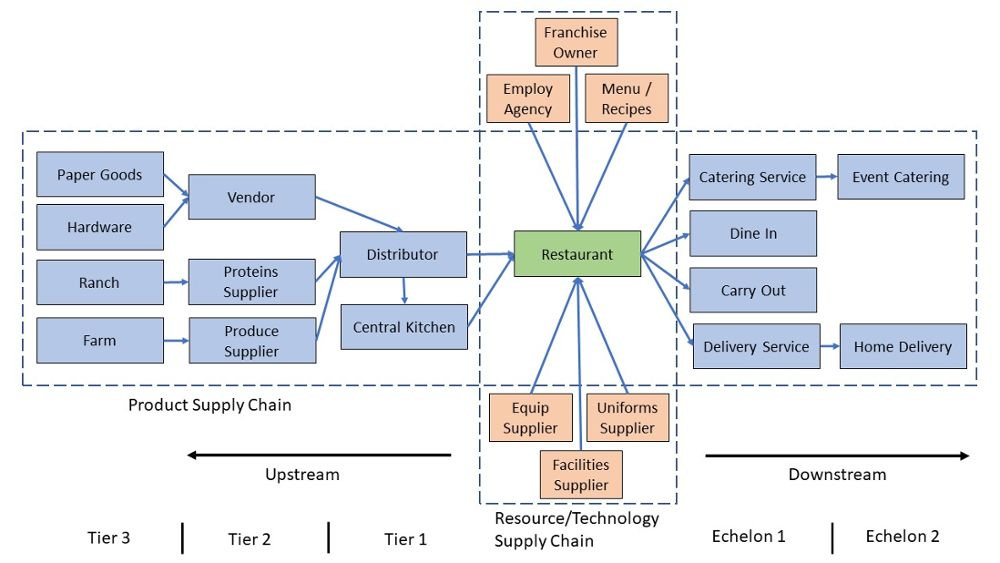 Franchise
Owner
Employ
Agency
Menu /
Recipes
Paper Goods
Hardware
Ranch
Farm
Vendor
Proteins
Supplier
Produce
Supplier
Distributor
Central Kitchen
Restaurant
Catering Service
Event Catering
Dine In
Carry Out
Delivery Service
Home Delivery
Equip
Supplier
Uniforms
Supplier
Facilities
Supplier
Product Supply Chain
Upstream
Downstream
Resource/Technology
Supply Chain
Tier 3
Tier 2
Tier 1
Echelon 1
Echelon 2